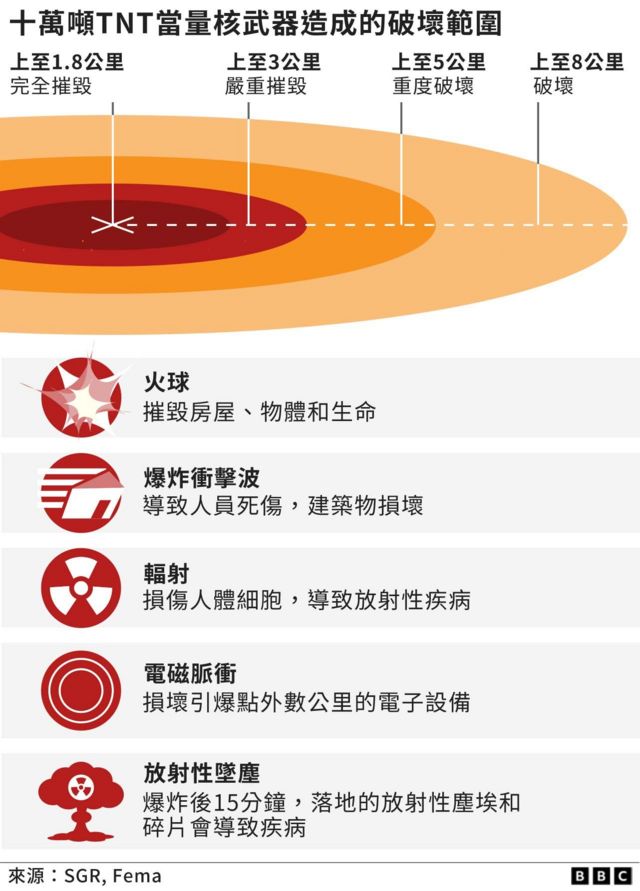 十萬噸TNT當量核武器造成的破壞範圍
上至1.8公里
完全摧毀
上至3公里
嚴重摧毀
上至5公里
重度破壞
上至8公里
破壞
火球
摧毀房屋、物體和生命
爆炸衝擊波
導致人員死傷，建築物損壞
輻射
損傷人體細胞，導致放射性疾病
電磁脈衝
損壞引爆點外數公里的電子設備
放射性墜塵
爆炸後15分鐘，落地的放射性塵埃和
碎片會導致疾病
來源：SGR, Fema
BBC